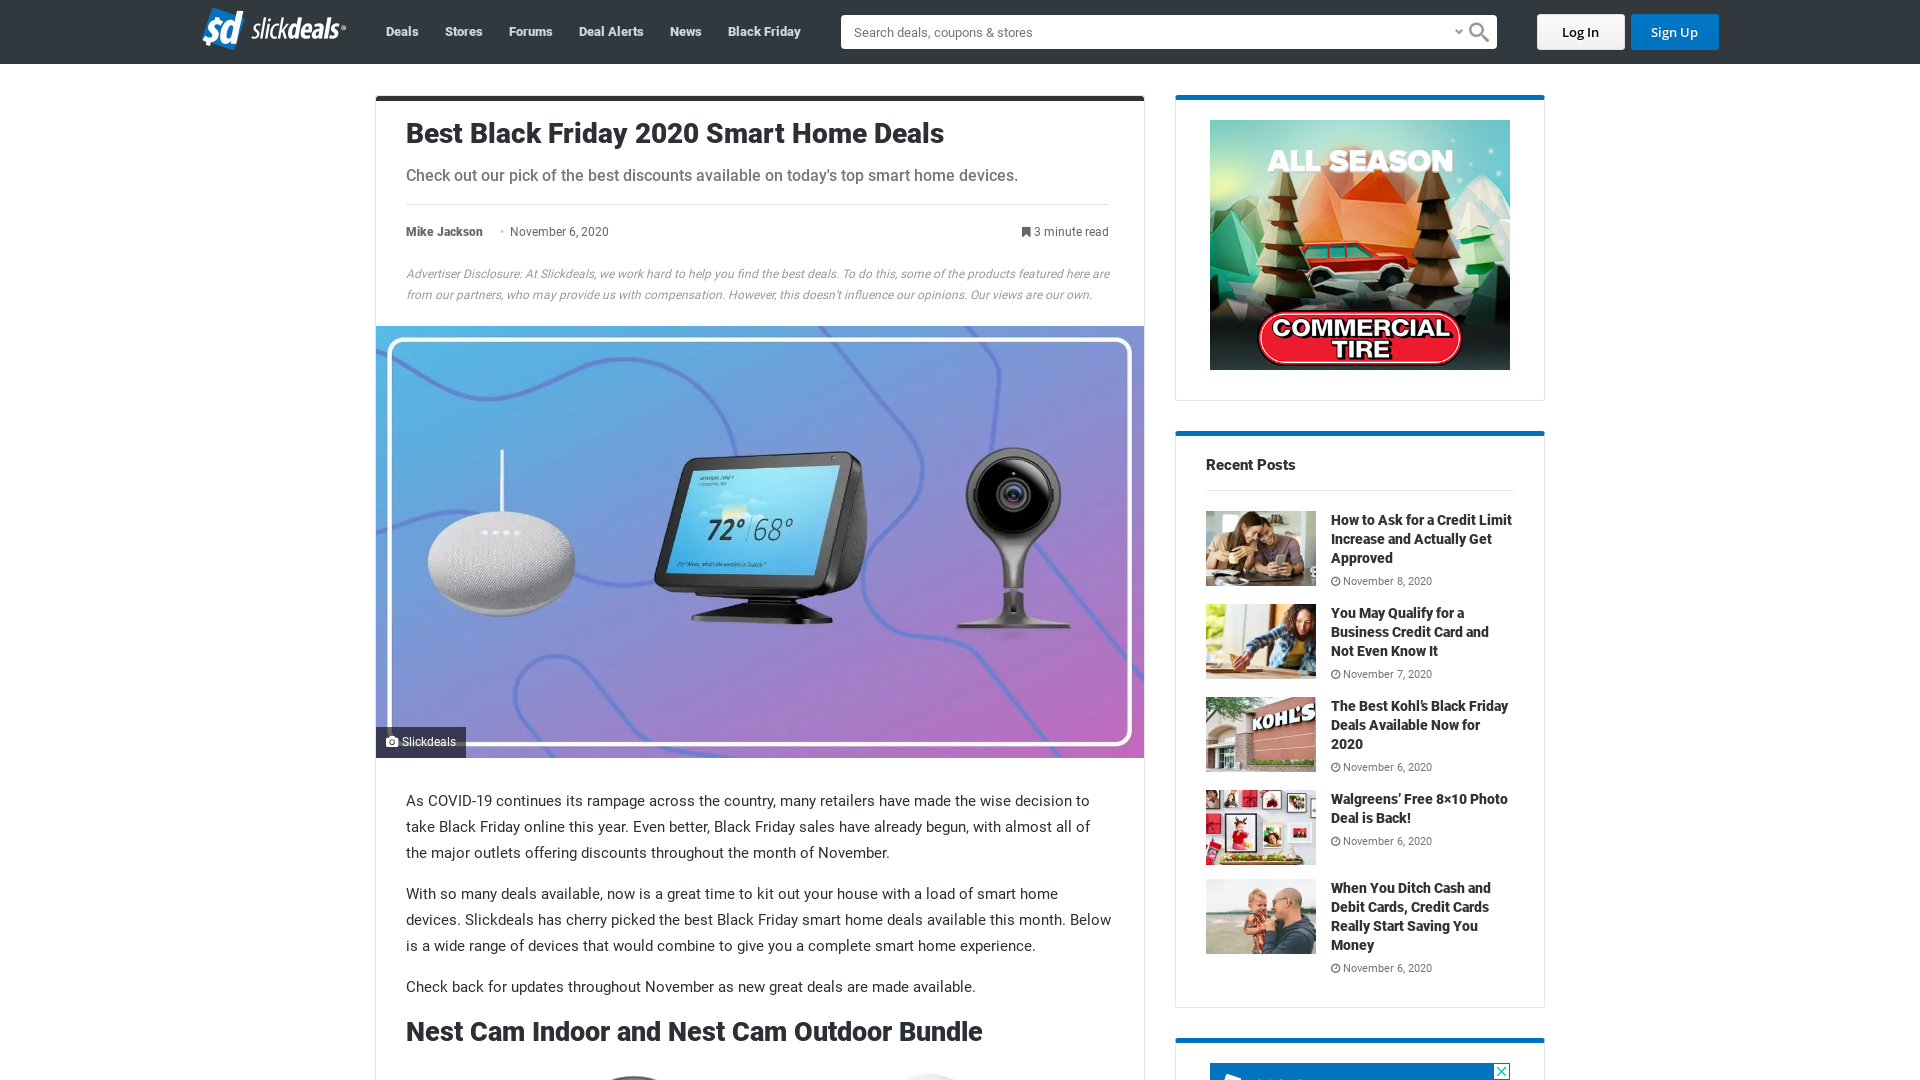 sd slickdeals
Deals
Stores
Forums
Deal Alerts
News
Black Friday
Search deals, coupons & stores
Log In
Sign Up
Best Black Friday 2020 Smart Home Deals
Check out our pick of the best discounts available on today's top smart home devices.
Mike Jackson
November 6, 2020
3 minute read
Advertiser Disclosure: At Slickdeals, we work hard to help you find the best deals. To do this, some of the products featured here are
from our partners, who may provide us with compensation. However, this doesn't influence our opinions. Our views are our own.
72° 68°
Slickdeals
As COVID-19 continues its rampage across the country, many retailers have made the wise decision to
take Black Friday online this year. Even better, Black Friday sales have already begun, with almost all of
the major outlets offering discounts throughout the month of November.
With so many deals available, now is a great time to kit out your house with a load of smart home
devices. Slickdeals has cherry picked the best Black Friday smart home deals available this month. Below
is a wide range of devices that would combine to give you a complete smart home experience.
Check back for updates throughout November as new great deals are made available.
Nest Cam Indoor and Nest Cam Outdoor Bundle
ALL SEASON
COMMERCIAL
TIRE
Recent Posts
How to Ask for a Credit Limit
Increase and Actually Get
Approved
November 8, 2020
You May Qualify for a
Business Credit Card and
Not Even Know It
November 7, 2020
KOHL'S
The Best Kohl’s Black Friday
Deals Available Now for
2020
November 6, 2020
Walgreens’ Free 8×10 Photo
Deal is Back!
November 6, 2020
When You Ditch Cash and
Debit Cards, Credit Cards
Really Start Saving You
Money
November 6, 2020